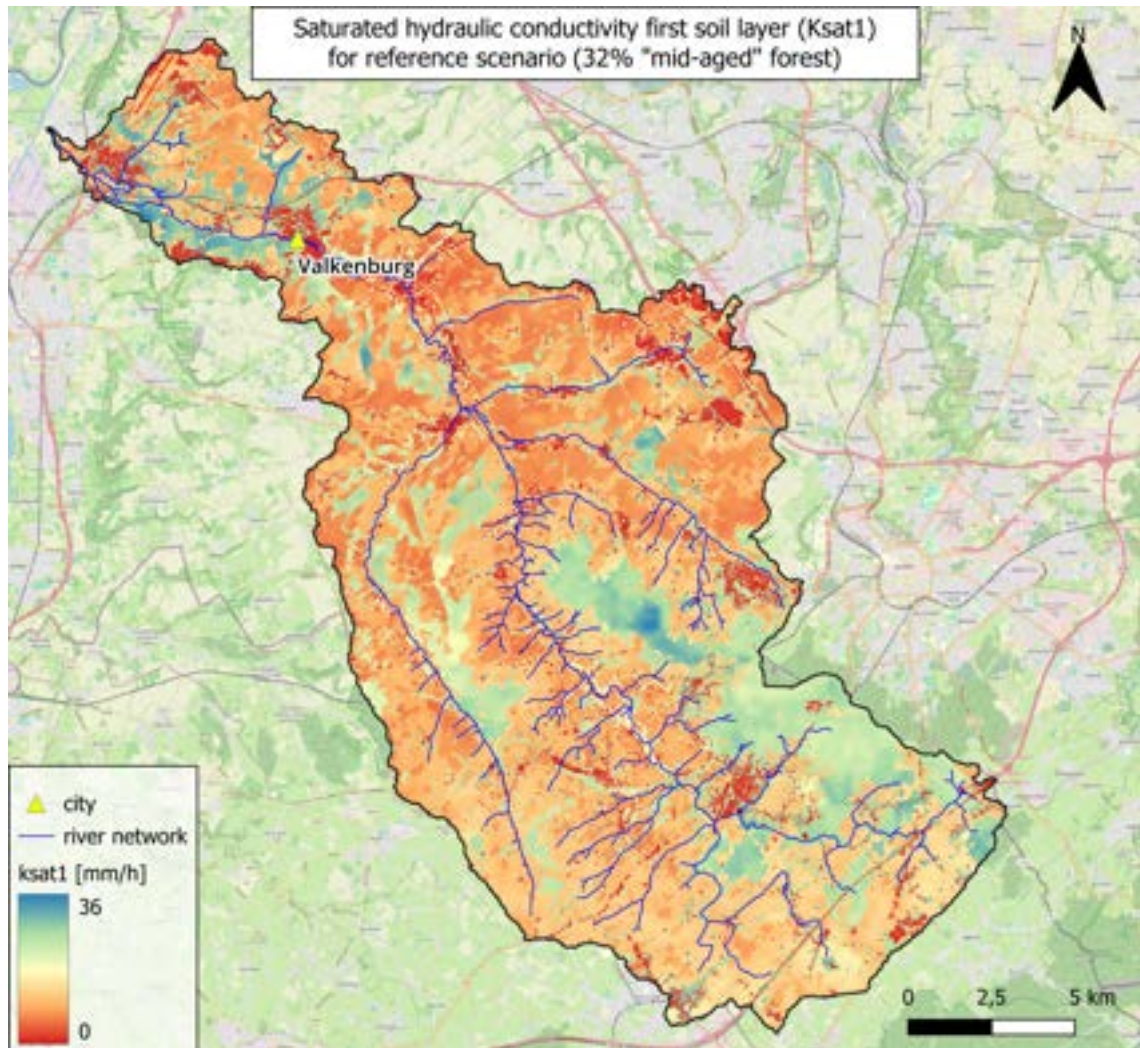 Saturated hydraulic conductivity first soil layer (Ksat1)
for reference scenario (32% "mid-aged" forest)
N
Valkenburg
city
river network
ksat1 [mm/h]
36
0
0 2,5 5 km